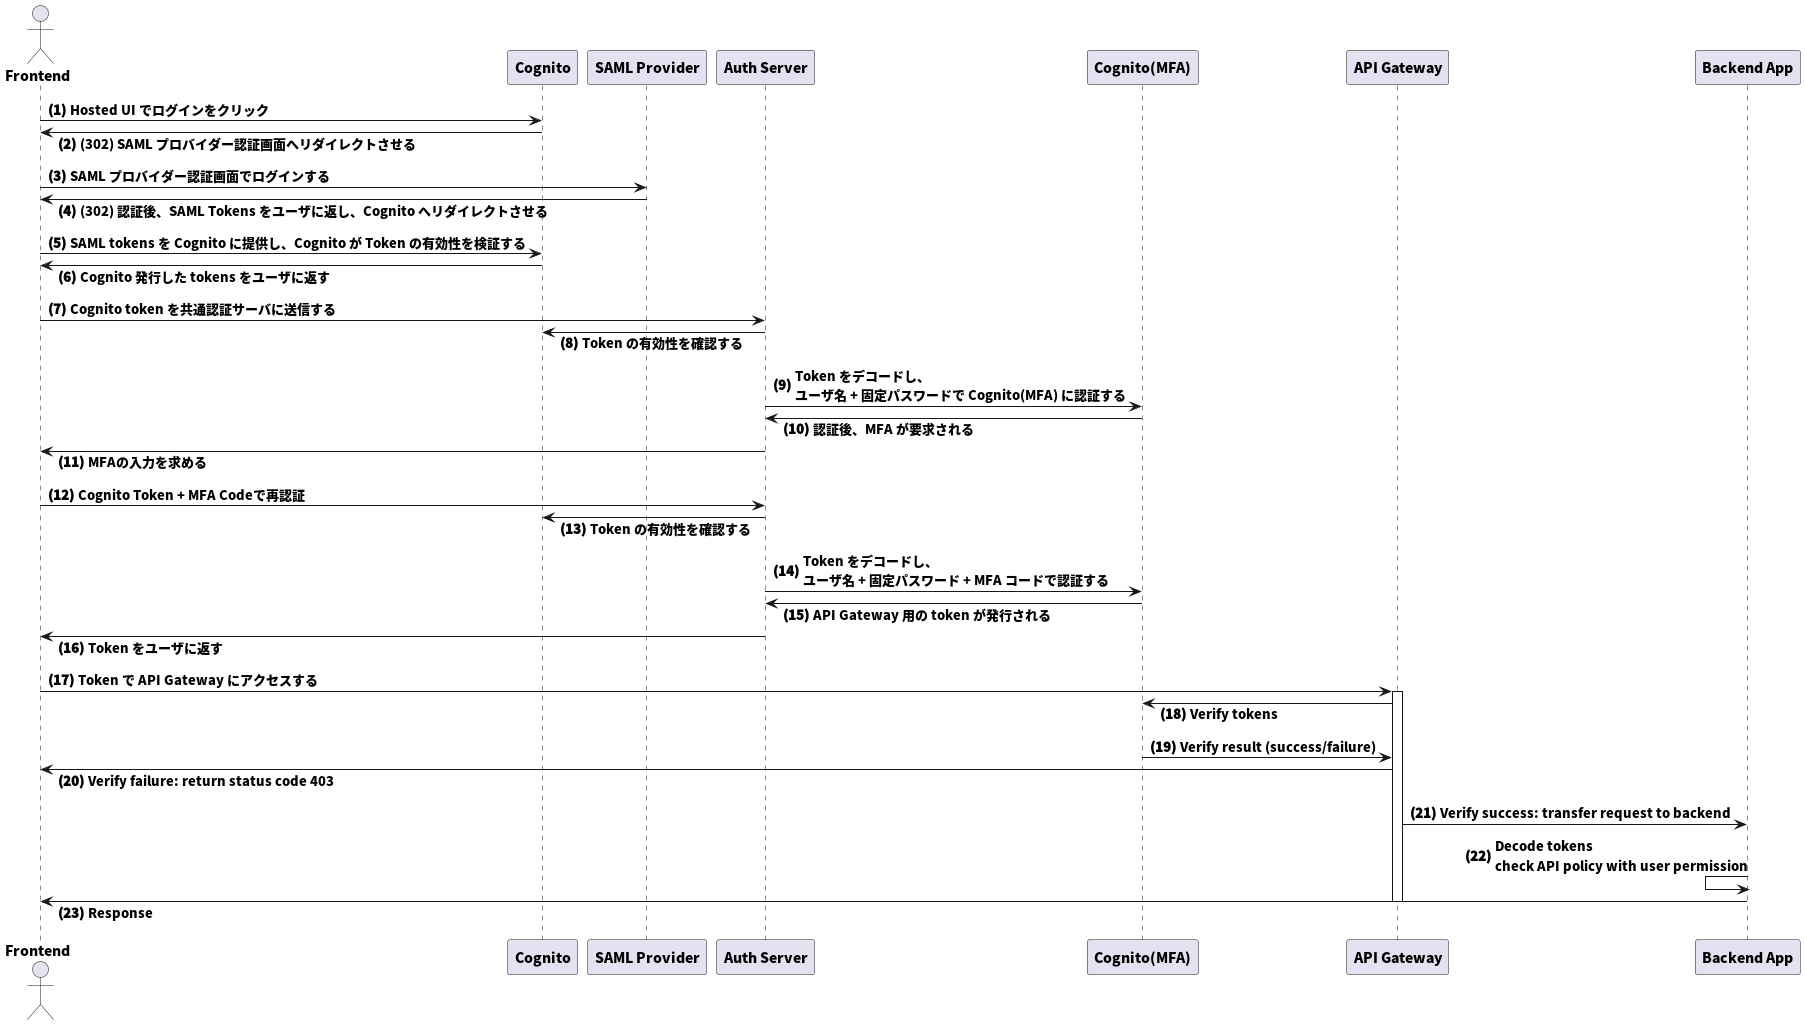 Frontend
Cognito
SAML Provider
Auth Server
Cognito(MFA)
API Gateway
Backend App
(1) Hosted UI でログインをクリック
(2) (302) SAML プロバイダー認証画面へリダイレクトさせる
(3) SAML プロバイダー認証画面でログインする
(4) (302) 認証後、SAML Tokens をユーザに返し、Cognito へリダイレクトさせる
(5) SAML tokens を Cognito に提供し、Cognito が Token の有効性を検証する
(6) Cognito 発行した tokens をユーザに返す
(7) Cognito token を共通認証サーバに送信する
(8) Token の有効性を確認する
(9) Token をデコードし、
ユーザ名 + 固定パスワードで Cognito(MFA) に認証する
(10) 認証後、MFA が要求される
(11) MFAの入力を求める
(12) Cognito Token + MFA Codeで再認証
(13) Token の有効性を確認する
(14) Token をデコードし、
ユーザ名 + 固定パスワード + MFA コードで認証する
(15) API Gateway 用の token が発行される
(16) Token をユーザに返す
(17) Token で API Gateway にアクセスする
(18) Verify tokens
(19) Verify result (success/failure)
(20) Verify failure: return status code 403
(21) Verify success: transfer request to backend
(22) Decode tokens
check API policy with user permission
(23) Response
Frontend
Cognito
SAML Provider
Auth Server
Cognito(MFA)
API Gateway
Backend App